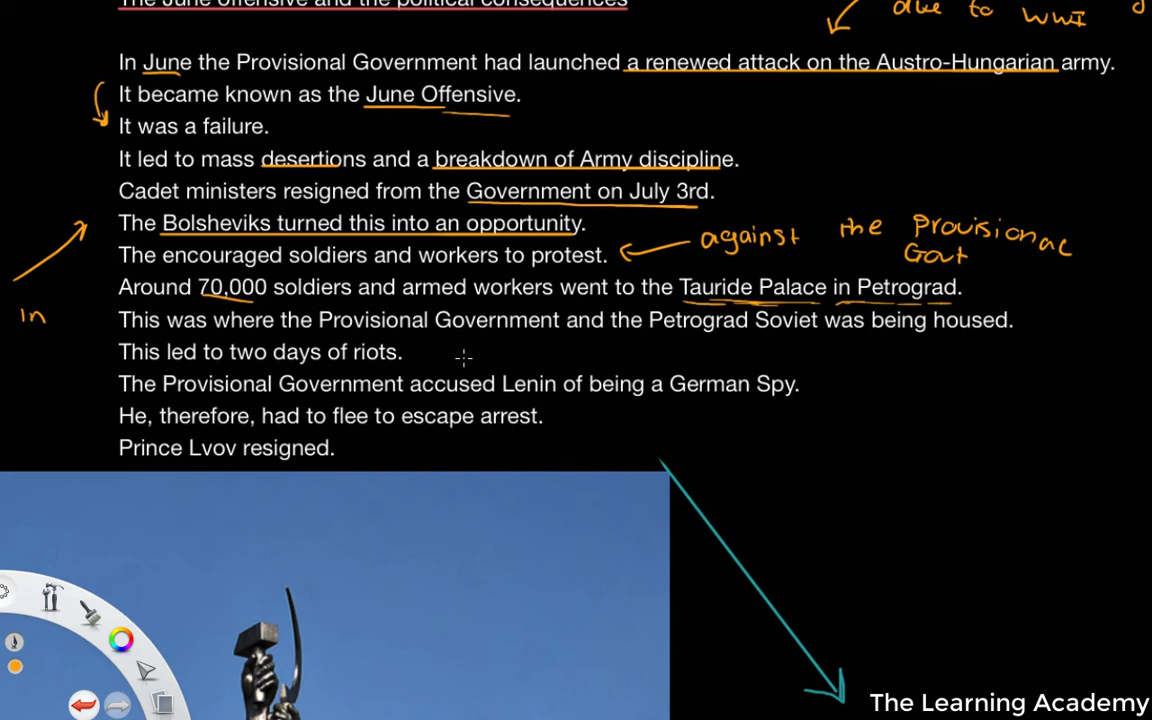 The June offensive and the political consequences
due to WWI
In June the Provisional Government had launched a renewed attack on the Austro-Hungarian army.
It became known as the June Offensive.
It was a failure.
It led to mass desertions and a breakdown of Army discipline.
Cadet ministers resigned from the Government on July 3rd.
The Bolsheviks turned this into an opportunity.
against the Provisional
Govt
The encouraged soldiers and workers to protest.
Around 70,000 soldiers and armed workers went to the Tauride Palace in Petrograd.
In
This was where the Provisional Government and the Petrograd Soviet was being housed.
This led to two days of riots.
The Provisional Government accused Lenin of being a German Spy.
He, therefore, had to flee to escape arrest.
Prince Lvov resigned.
The Learning Academy